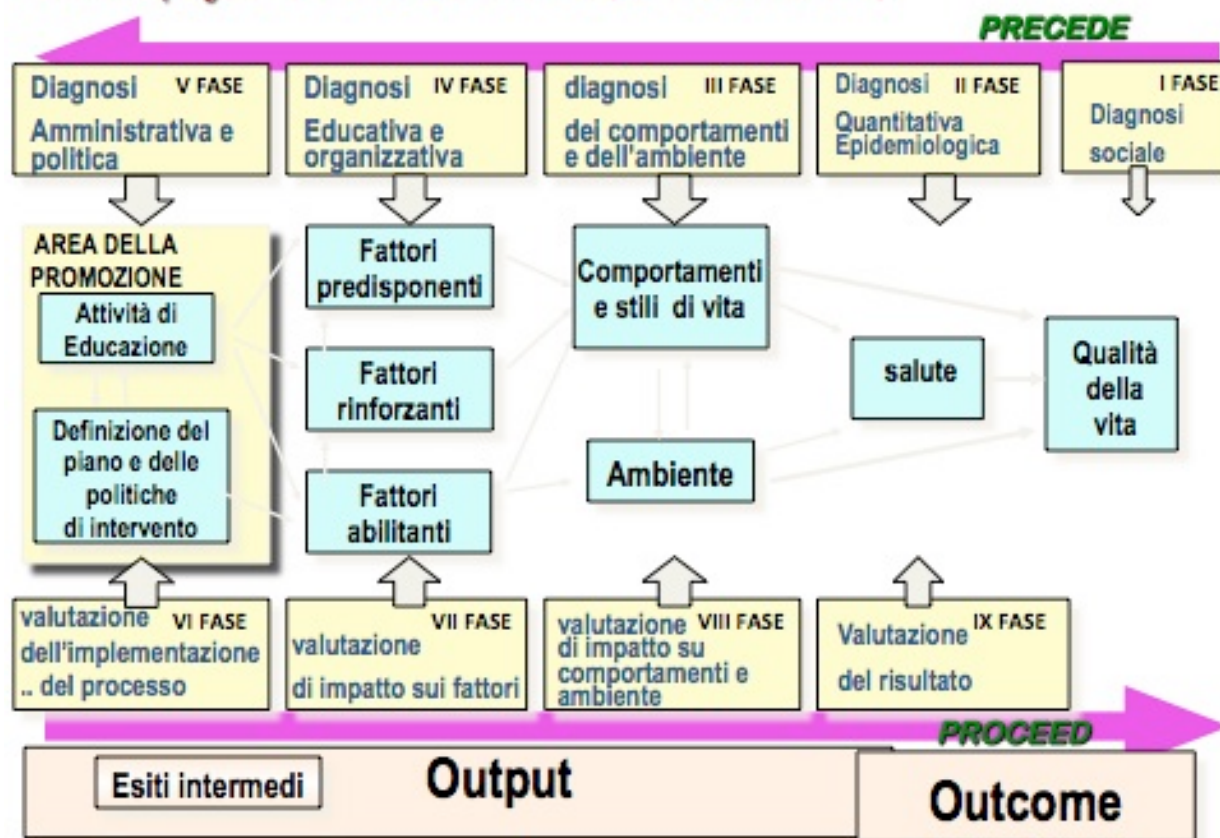 PRECEDE
Diagnosi V FASE
Amministrativa e
politica
Diagnosi IV FASE
Educativa e
organizzativa
diagnosi III FASE
dei comportamenti
e dell'ambiente
Diagnosi II FASE
Quantitativa
Epidemiologica
I FASE
Diagnosi
sociale
AREA DELLA
PROMOZIONE
Attività di
Educazione
Definizione del
piano e delle
politiche
di intervento
Fattori
predisponenti
Fattori
rinforzanti
Fattori
abilitanti
Comportamenti
e stili di vita
Ambiente
salute
Qualità
della
vita
valutazione VI FASE
dell'implementazione
.. del processo
VII FASE
valutazione
di impatto sui fattori
valutazione VIII FASE
di impatto su
comportamenti e
ambiente
Valutazione IX FASE
del risultato
PROCEED
Esiti intermedi
Output
Outcome